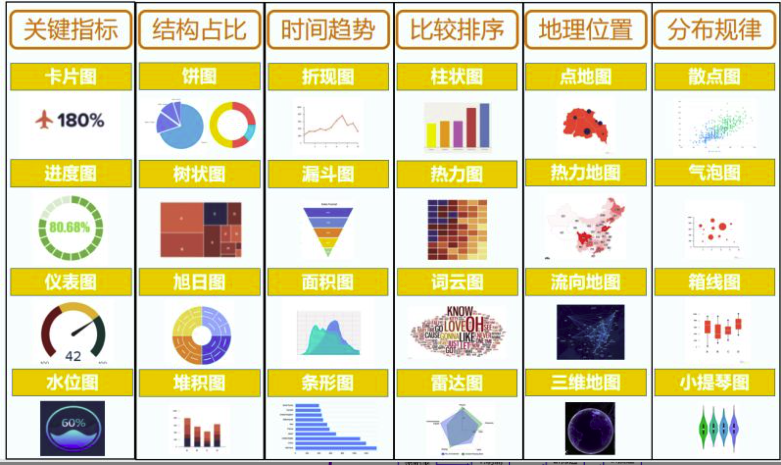 关键指标 结构占比 时间趋势 比较排序 地理位置 分布规律
卡片图 饼图 折现图 柱状图 点地图 散点图
180%
进度图 树状图 漏斗图 热力图 热力地图 气泡图
80.68%
仪表图 旭日图 面积图 词云图 流向地图 箱线图
KNOW
LOVE OH
GONNA LIKE
42
水位图 堆积图 条形图 雷达图 三维地图 小提琴图
60%